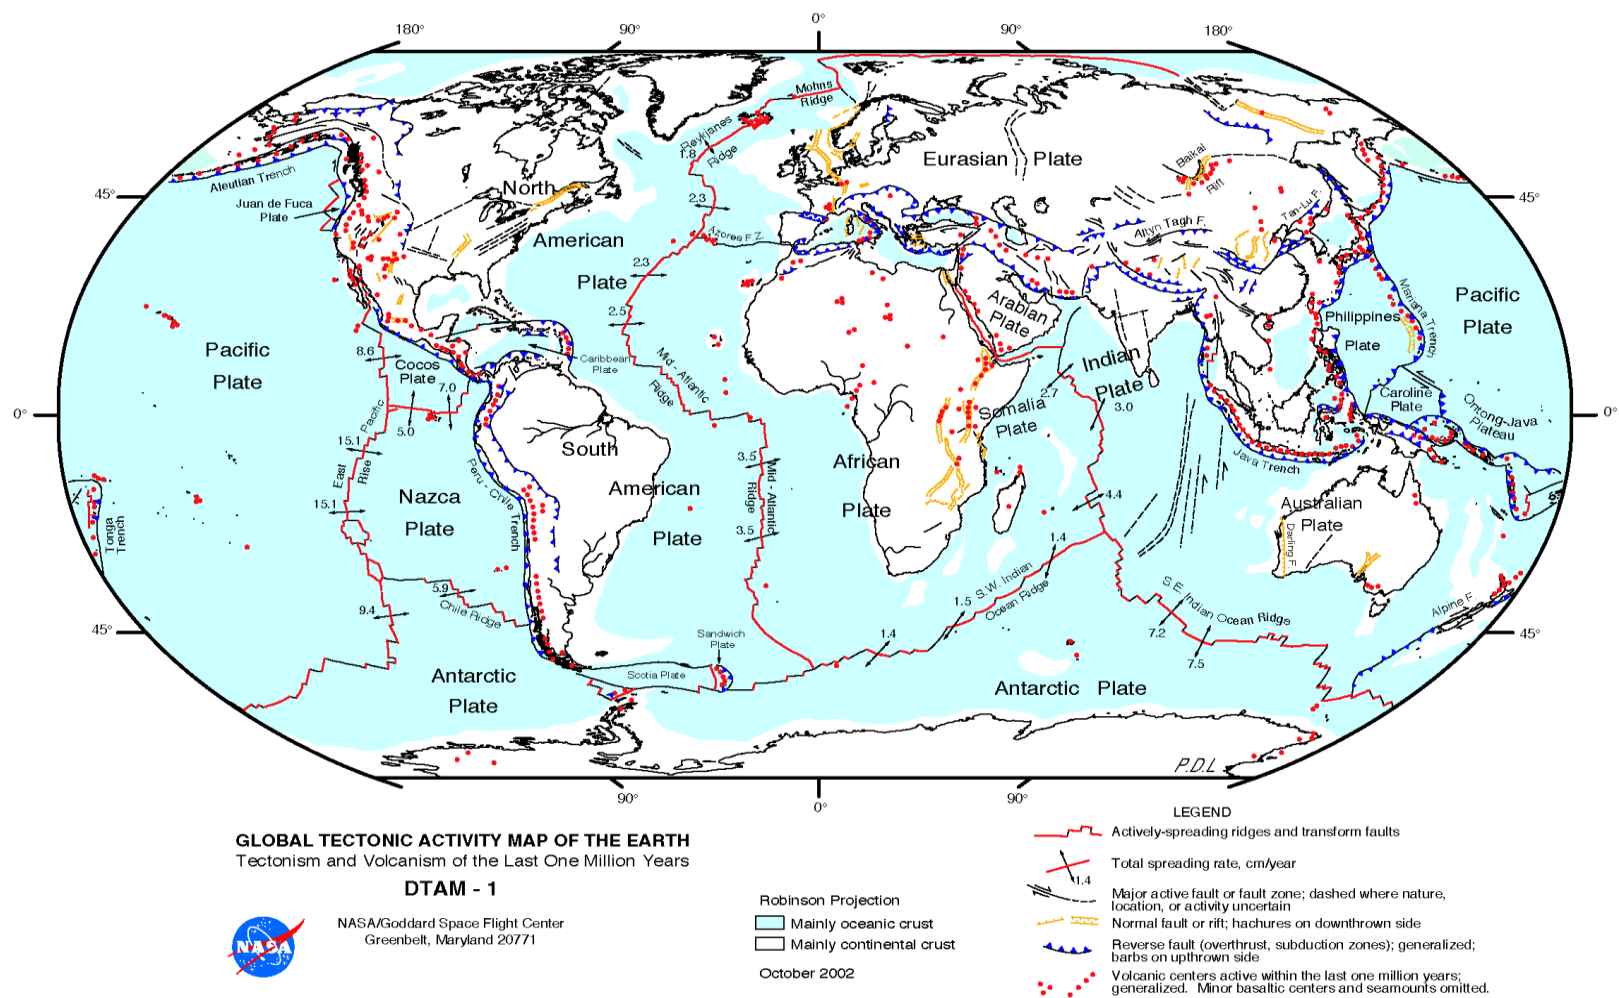 180°
90°
0°
90°
180°
Mohns
Ridge
Reykjanes
Ridge
1.8
Eurasian Plate
Baikal
Rift
Aleutian Trench
45°
45°
Juan de Fuca
Plate
North
American
Plate
2.3
Azores F.Z.
2.3
2.5
Altyn Tagh F.
Tan-Lu F.
Arabian
Plate
Indian
Plate
Philippines
Plate
Mariana Trench
Pacific
Plate
Pacific
Plate
8.6
Cocos
Plate
7.0
5.0
Caribbean
Plate
Mid - Atlantic
Ridge
2.7
3.0
Somalia
Plate
Caroline
Plate
Ontong-Java
Plateau
0°
0°
East
Pacific
Rise
15.1
15.1
South
American
Plate
3.5
Mid - Atlantic
Ridge
3.5
African
Plate
Java Trench
Nazca
Plate
Peru - Chile Trench
4.4
Australian
Plate
Darling F.
Tonga
Trench
1.4
S.W. Indian
Ocean Ridge
1.5
S.E. Indian Ocean Ridge
Alpine F.
5.9
Chile Ridge
9.4
1.4
7.2
7.5
45°
45°
Sandwich
Plate
Scotia Plate
Antarctic
Plate
Antarctic Plate
P.D.L
90°
0°
90°
GLOBAL TECTONIC ACTIVITY MAP OF THE EARTH
Tectonism and Volcanism of the Last One Million Years
DTAM - 1
NASA
NASA/Goddard Space Flight Center
Greenbelt, Maryland 20771
Robinson Projection
Mainly oceanic crust
Mainly continental crust
October 2002
LEGEND
Actively-spreading ridges and transform faults
Total spreading rate, cm/year
1.4
Major active fault or fault zone; dashed where nature,
location, or activity uncertain
Normal fault or rift; hachures on downthrown side
Reverse fault (overthrust, subduction zones); generalized;
barbs on upthrown side
Volcanic centers active within the last one million years;
generalized. Minor basaltic centers and seamounts omitted.